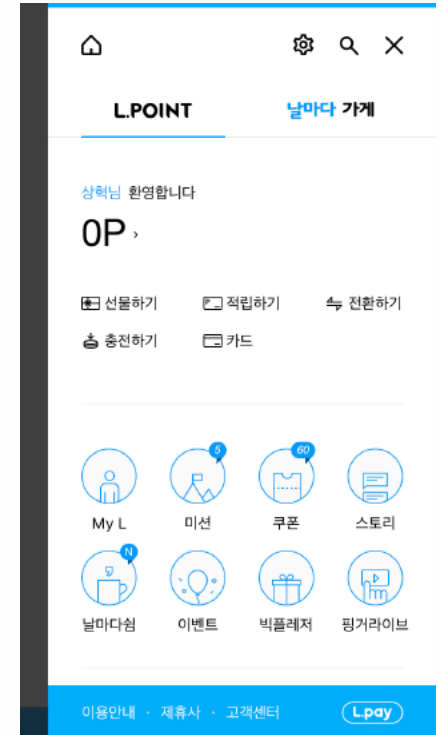 L.POINT 날마다 가게
상혁님 환영합니다
0P ›
선물하기 적립하기 전환하기
충전하기 카드
5 60
My L 미션 쿠폰 스토리
N
날마다쉼 이벤트 빅플레저 핑거라이브
이용안내 · 제휴사 · 고객센터 L.pay